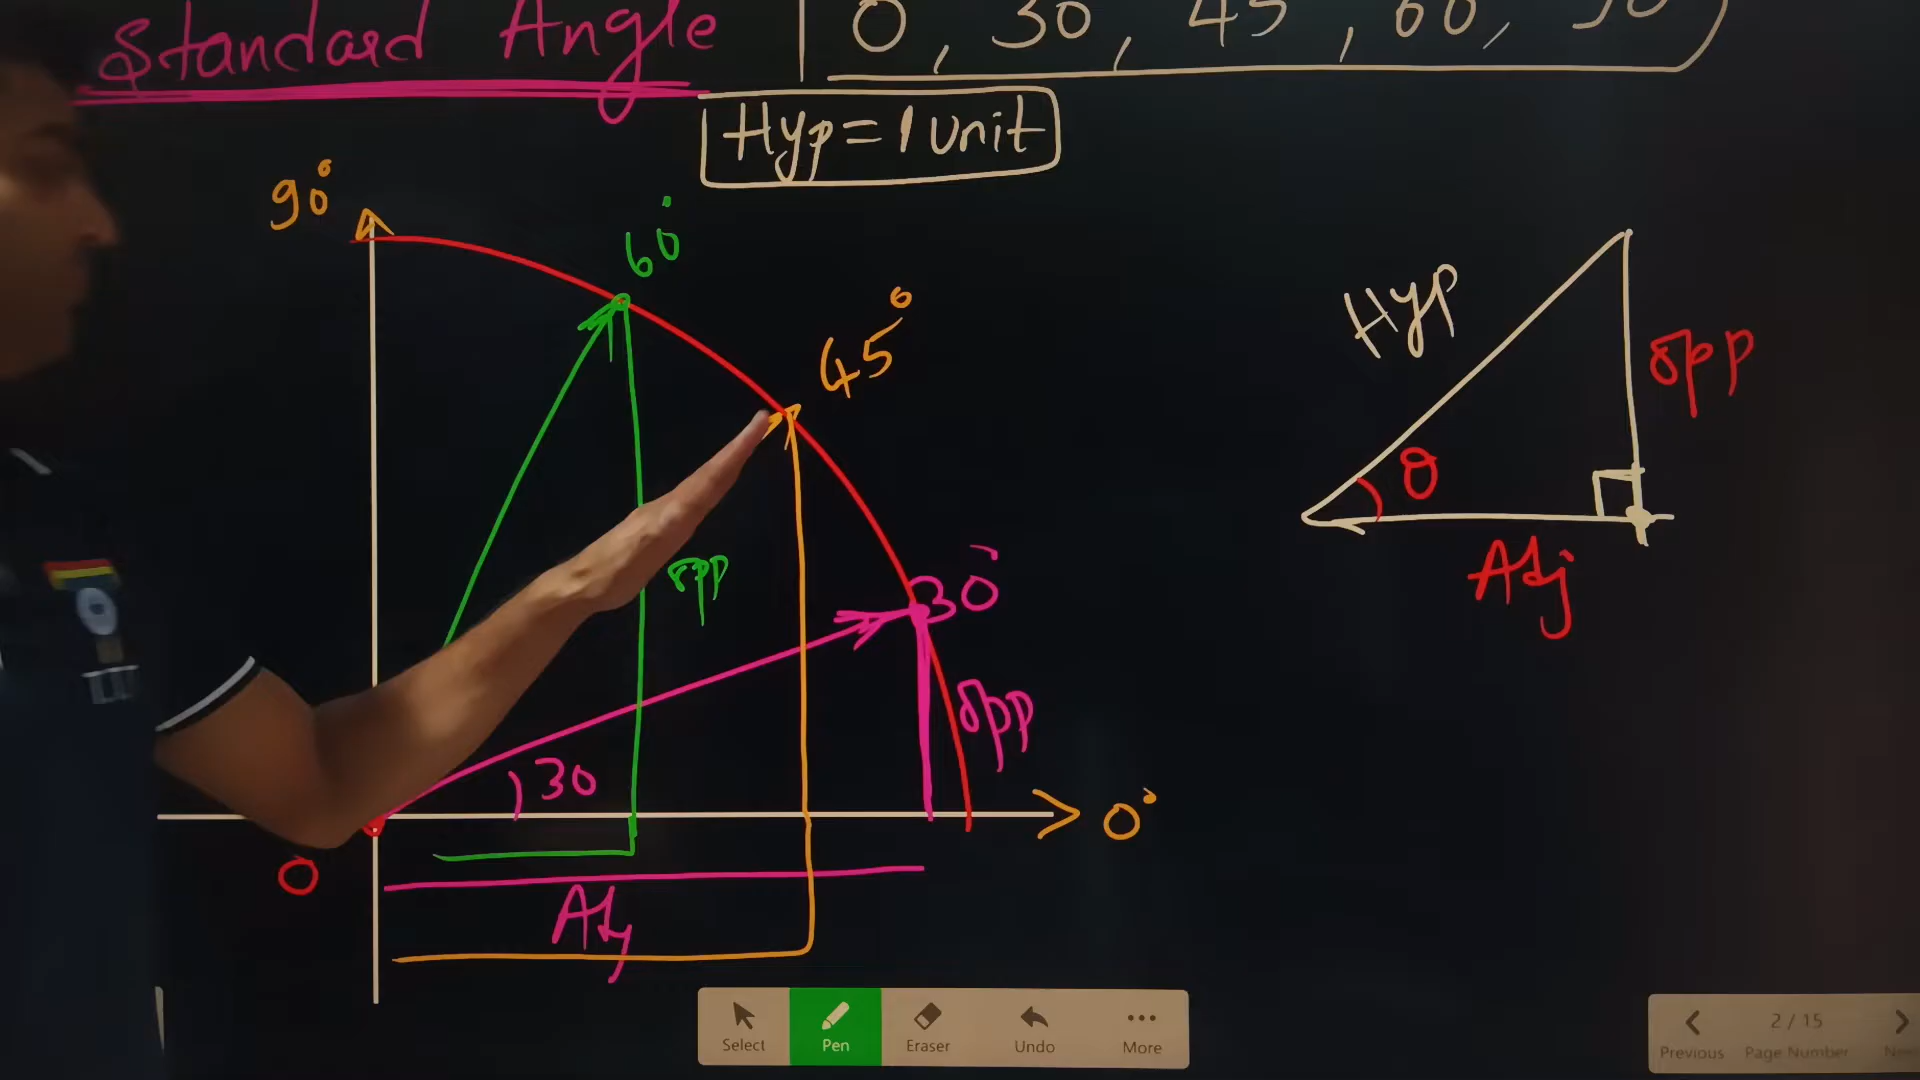 Standard Angle
0, 30, 45, 60, 90
Hyp = 1 unit
90°
60°
45°
Hyp
opp
θ
30°
opp
Adj
opp
30
0°
0
Adj
Select
Pen
Eraser
Undo
More
2 / 15
Previous
Page Number